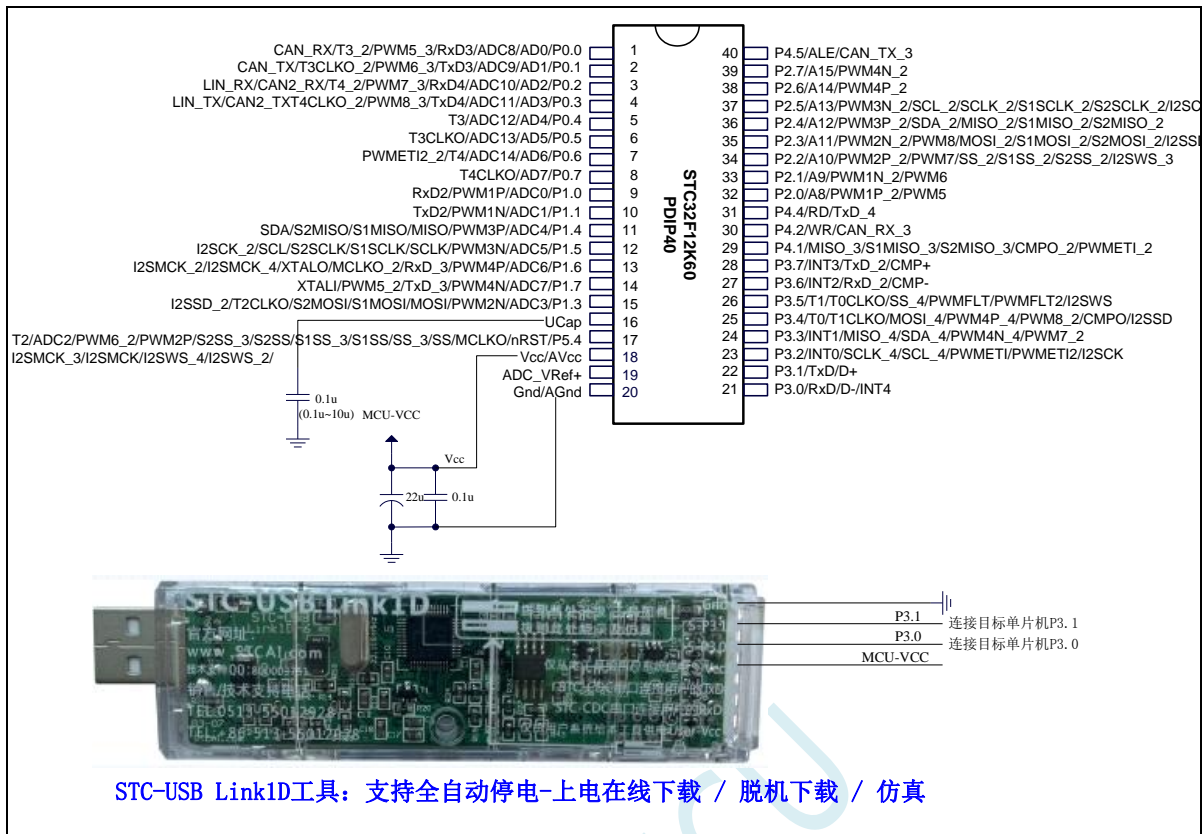 CAN_RX/T3_2/PWM5_3/RxD3/ADC8/AD0/P0.0 1
CAN_TX/T3CLKO_2/PWM6_3/TxD3/ADC9/AD1/P0.1 2
LIN_RX/CAN2_RX/T4_2/PWM7_3/RxD4/ADC10/AD2/P0.2 3
LIN_TX/CAN2_TXT4CLKO_2/PWM8_3/TxD4/ADC11/AD3/P0.3 4
T3/ADC12/AD4/P0.4 5
T3CLKO/ADC13/AD5/P0.5 6
PWMETI2_2/T4/ADC14/AD6/P0.6 7
T4CLKO/AD7/P0.7 8
RxD2/PWM1P/ADC0/P1.0 9
TxD2/PWM1N/ADC1/P1.1 10
SDA/S2MISO/S1MISO/MISO/PWM3P/ADC4/P1.4 11
I2SCK_2/SCL/S2SCLK/S1SCLK/SCLK/PWM3N/ADC5/P1.5 12
I2SMCK_2/I2SMCK_4/XTALO/MCLKO_2/RxD_3/PWM4P/ADC6/P1.6 13
XTALI/PWM5_2/TxD_3/PWM4N/ADC7/P1.7 14
I2SSD_2/T2CLKO/S2MOSI/S1MOSI/MOSI/PWM2N/ADC3/P1.3 15
UCap 16
T2/ADC2/PWM6_2/PWM2P/S2SS_3/S2SS/S1SS_3/S1SS/SS_3/SS/MCLKO/nRST/P5.4 17
I2SMCK_3/I2SMCK/I2SWS_4/I2SWS_2/
Vcc/AVcc 18
ADC_VRef+ 19
Gnd/AGnd 20
STC32F12K60
PDIP40
40 P4.5/ALE/CAN_TX_3
39 P2.7/A15/PWM4N_2
38 P2.6/A14/PWM4P_2
37 P2.5/A13/PWM3N_2/SCL_2/SCLK_2/S1SCLK_2/S2SCLK_2/I2SC
36 P2.4/A12/PWM3P_2/SDA_2/MISO_2/S1MISO_2/S2MISO_2
35 P2.3/A11/PWM2N_2/PWM8/MOSI_2/S1MOSI_2/S2MOSI_2/I2SSI
34 P2.2/A10/PWM2P_2/PWM7/SS_2/S1SS_2/S2SS_2/I2SWS_3
33 P2.1/A9/PWM1N_2/PWM6
32 P2.0/A8/PWM1P_2/PWM5
31 P4.4/RD/TxD_4
30 P4.2/WR/CAN_RX_3
29 P4.1/MISO_3/S1MISO_3/S2MISO_3/CMPO_2/PWMETI_2
28 P3.7/INT3/TxD_2/CMP+
27 P3.6/INT2/RxD_2/CMP-
26 P3.5/T1/T0CLKO/SS_4/PWMFLT/PWMFLT2/I2SWS
25 P3.4/T0/T1CLKO/MOSI_4/PWM4P_4/PWM8_2/CMPO/I2SSD
24 P3.3/INT1/MISO_4/SDA_4/PWM4N_4/PWM7_2
23 P3.2/INT0/SCLK_4/SCL_4/PWMETI/PWMETI2/I2SCK
22 P3.1/TxD/D+
21 P3.0/RxD/D-/INT4
0.1u
(0.1u~10u)
MCU-VCC
Vcc
22u
0.1u
STC-USB Link1D
官方网址
www.STCAI.com
销售/技术支持电话
TEL:0513-55012928
Gnd
P3.1 连接目标单片机P3.1
P3.0 连接目标单片机P3.0
MCU-VCC
STC-USB Link1D工具: 支持全自动停电-上电在线下载 / 脱机下载 / 仿真